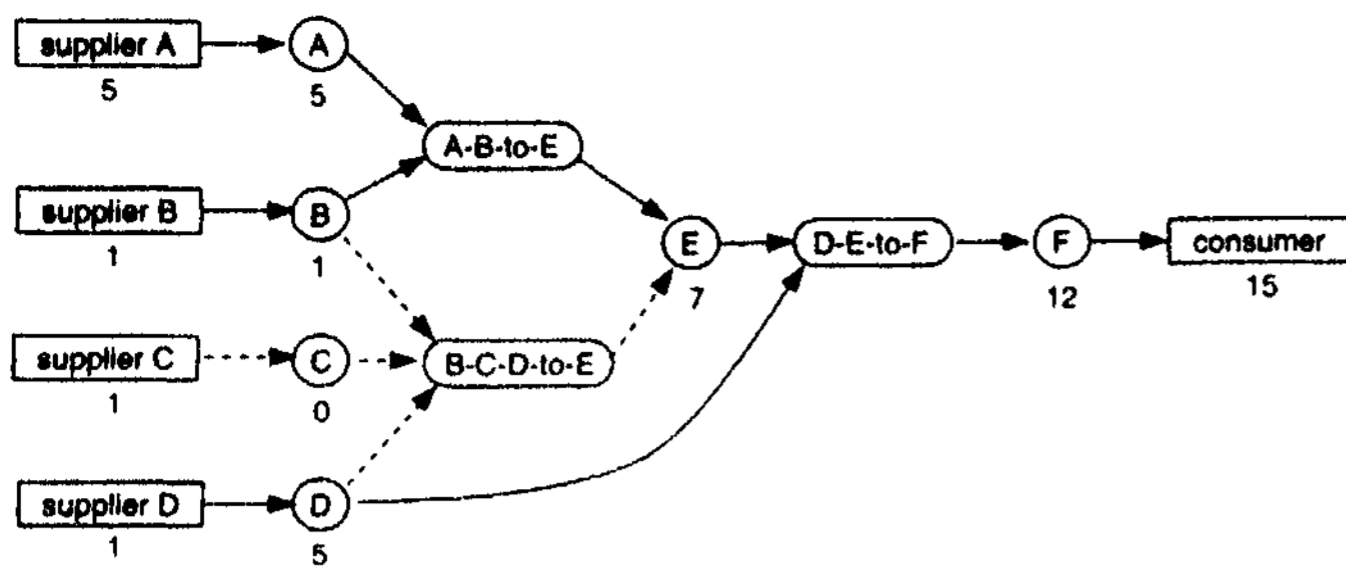 supplier A
5
A
5
A-B-to-E
supplier B
1
B
1
E
7
D-E-to-F
F
12
consumer
15
supplier C
1
C
0
B-C-D-to-E
supplier D
1
D
5